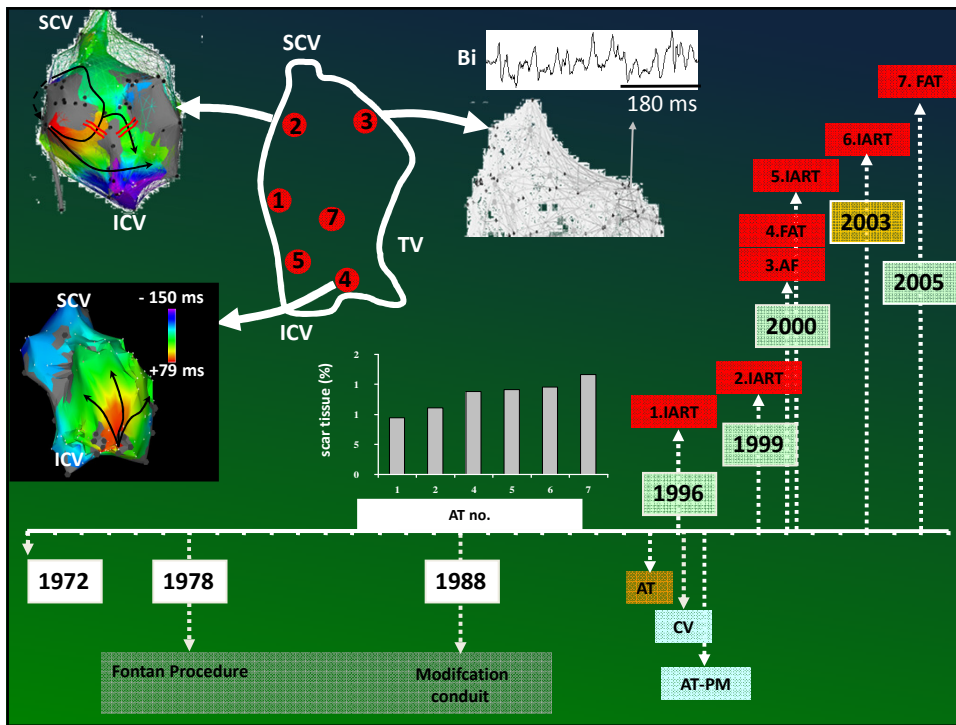 SCV
ICV
SCV
2
3
1
7
5
4
TV
ICV
Bi
180 ms
SCV
- 150 ms
+79 ms
ICV
scar tissue (%)
2
1
1
5
0
1 2 4 5 6 7
AT no.
7. FAT
6.IART
5.IART
4.FAT
3.AF
2.IART
1.IART
2003
2005
2000
1999
1996
1972
1978
1988
AT
CV
AT-PM
Fontan Procedure
Modifcation
conduit